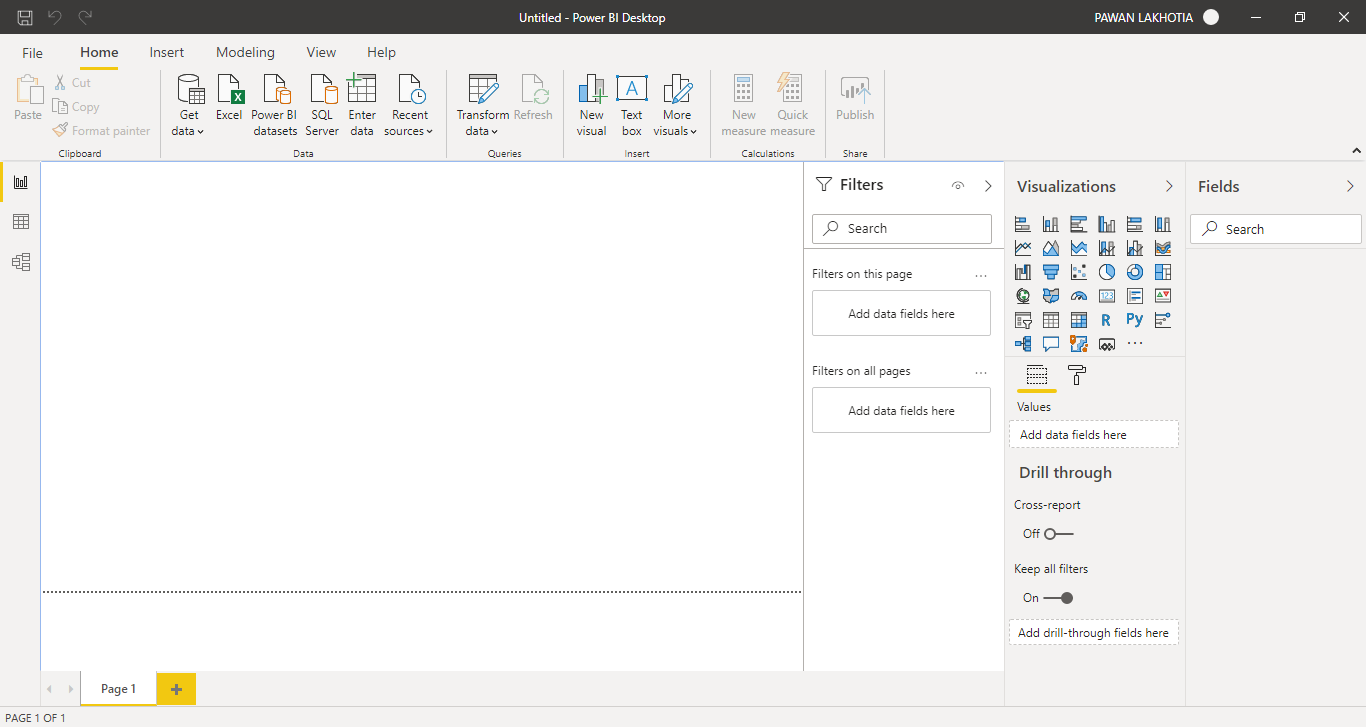 Untitled - Power BI Desktop
PAWAN LAKHOTIA
File Home Insert Modeling View Help
Paste
Cut
Copy
Format painter
Clipboard
Get data
Excel
Power BI datasets
SQL Server
Enter data
Recent sources
Data
Transform data
Refresh
Queries
New visual
Text box
More visuals
Insert
New measure
Quick measure
Calculations
Publish
Share
Filters
Search
Filters on this page
Add data fields here
Filters on all pages
Add data fields here
Visualizations
123
R
Py
Values
Add data fields here
Drill through
Cross-report
Off
Keep all filters
On
Add drill-through fields here
Fields
Search
Page 1
PAGE 1 OF 1